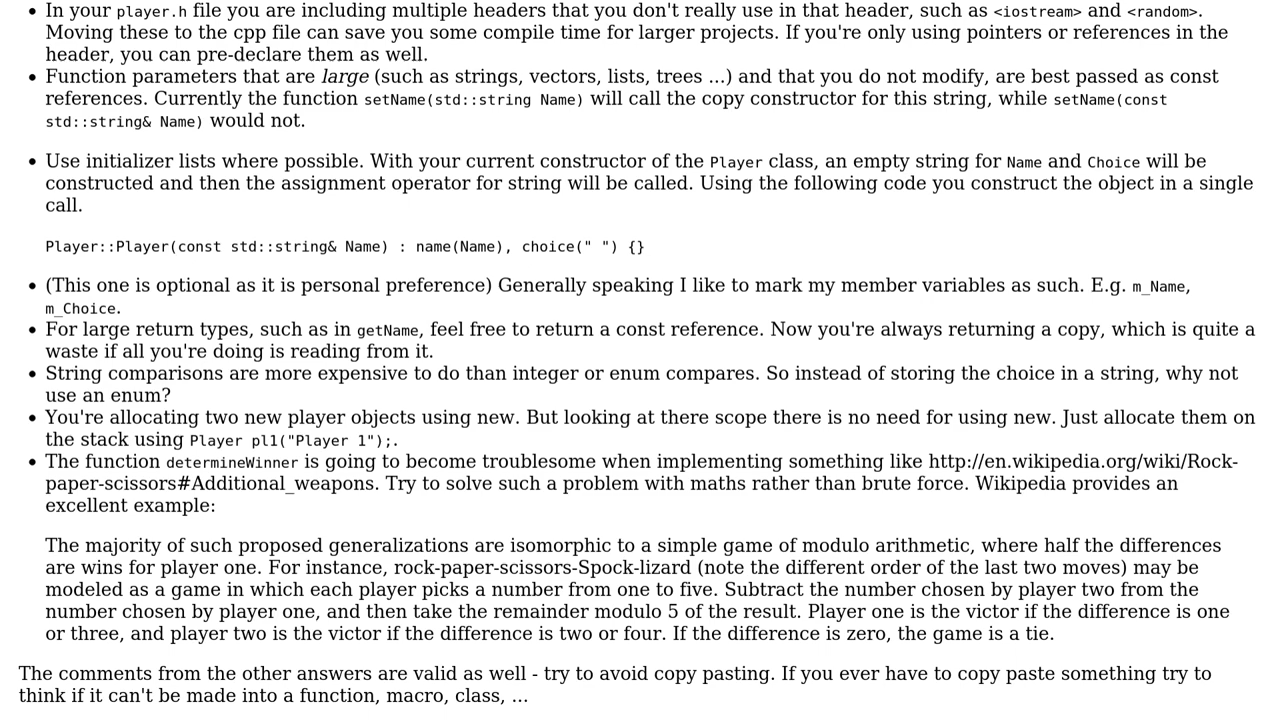 • In your player.h file you are including multiple headers that you don't really use in that header, such as <iostream> and <random>.
Moving these to the cpp file can save you some compile time for larger projects. If you're only using pointers or references in the
header, you can pre-declare them as well.
• Function parameters that are large (such as strings, vectors, lists, trees ...) and that you do not modify, are best passed as const
references. Currently the function setName(std::string Name) will call the copy constructor for this string, while setName(const
std::string& Name) would not.
• Use initializer lists where possible. With your current constructor of the Player class, an empty string for Name and Choice will be
constructed and then the assignment operator for string will be called. Using the following code you construct the object in a single
call.
Player::Player(const std::string& Name) : name(Name), choice(" ") {}
• (This one is optional as it is personal preference) Generally speaking I like to mark my member variables as such. E.g. m_Name,
m_Choice.
• For large return types, such as in getName, feel free to return a const reference. Now you're always returning a copy, which is quite a
waste if all you're doing is reading from it.
• String comparisons are more expensive to do than integer or enum compares. So instead of storing the choice in a string, why not
use an enum?
• You're allocating two new player objects using new. But looking at there scope there is no need for using new. Just allocate them on
the stack using Player pl1("Player 1");.
• The function determineWinner is going to become troublesome when implementing something like http://en.wikipedia.org/wiki/Rock-
paper-scissors#Additional_weapons. Try to solve such a problem with maths rather than brute force. Wikipedia provides an
excellent example:
The majority of such proposed generalizations are isomorphic to a simple game of modulo arithmetic, where half the differences
are wins for player one. For instance, rock-paper-scissors-Spock-lizard (note the different order of the last two moves) may be
modeled as a game in which each player picks a number from one to five. Subtract the number chosen by player two from the
number chosen by player one, and then take the remainder modulo 5 of the result. Player one is the victor if the difference is one
or three, and player two is the victor if the difference is two or four. If the difference is zero, the game is a tie.
The comments from the other answers are valid as well - try to avoid copy pasting. If you ever have to copy paste something try to
think if it can't be made into a function, macro, class, ...